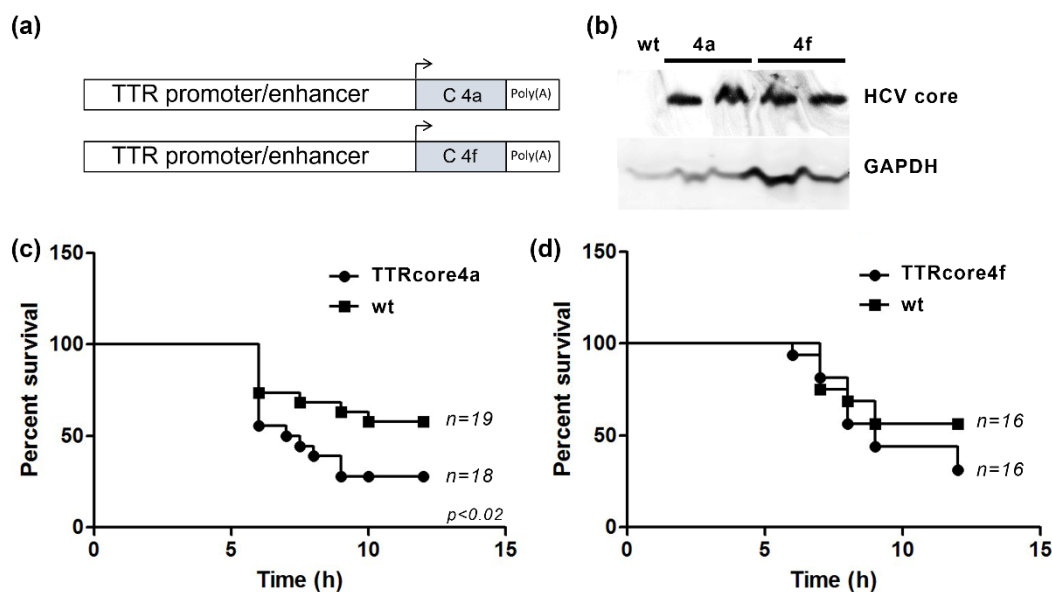 (a)
TTR promoter/enhancer C 4a Poly(A)
TTR promoter/enhancer C 4f Poly(A)
(b)
wt 4a 4f
HCV core
GAPDH
(c)
150
100
50
0
Percent survival
TTRcore4a
wt
n=19
n=18
p<0.02
0 5 10 15
Time (h)
(d)
150
100
50
0
Percent survival
TTRcore4f
wt
n=16
n=16
0 5 10 15
Time (h)